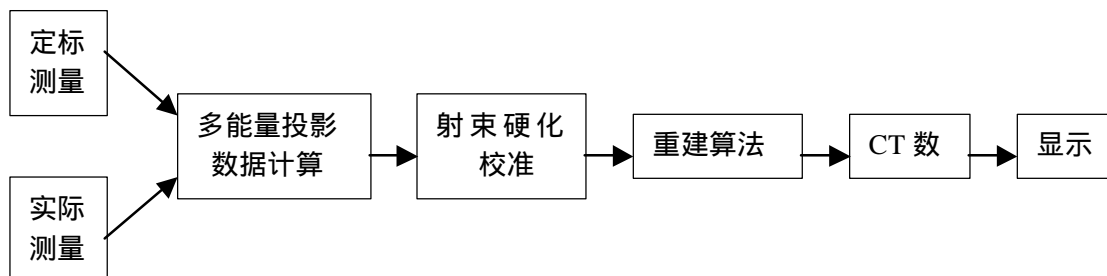 定标
测量
多能量投影
数据计算
射束硬化
校准
重建算法
CT 数
显示
实际
测量